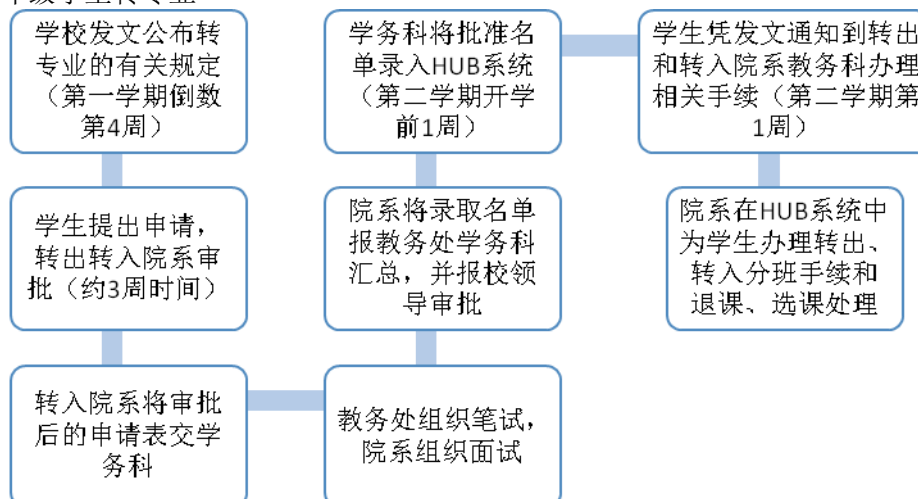 学校发文公布转
专业的有关规定
（第一学期倒数
第4周）
学生提出申请，
转出转入院系审
批（约3周时间）
转入院系将审批
后的申请表交学
务科
教务处组织笔试，
院系组织面试
院系将录取名单
报教务处学务科
汇总，并报校领
导审批
学务科将批准名
单录入HUB系统
（第二学期开学
前1周）
学生凭发文通知到转出
和转入院系教务科办理
相关手续（第二学期第
1周）
院系在HUB系统中
为学生办理转出、
转入分班手续和
退课、选课处理